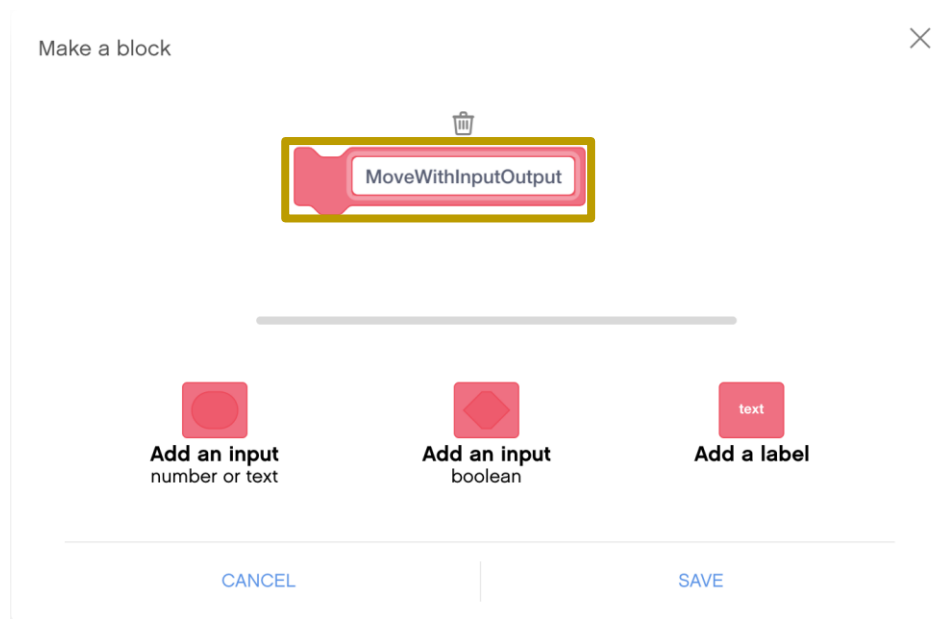 Make a block
MoveWithInputOutput
Add an input
number or text
Add an input
boolean
text
Add a label
CANCEL
SAVE